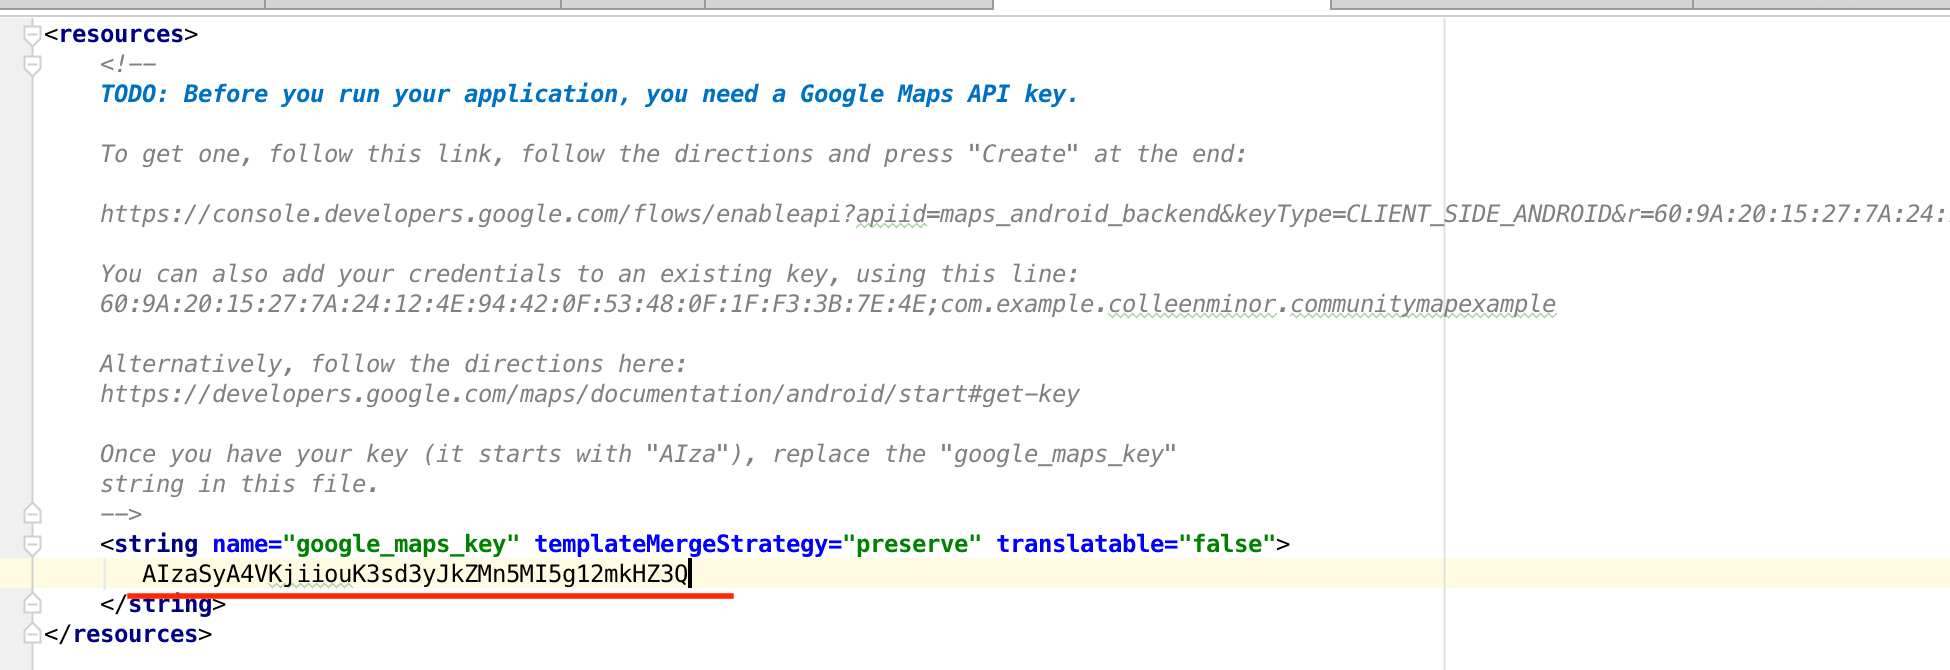 <resources>
<!--
TODO: Before you run your application, you need a Google Maps API key.
To get one, follow this link, follow the directions and press "Create" at the end:
https://console.developers.google.com/flows/enableapi?apiid=maps_android_backend&keyType=CLIENT_SIDE_ANDROID&r=60:9A:20:15:27:7A:24:
You can also add your credentials to an existing key, using this line:
60:9A:20:15:27:7A:24:12:4E:94:42:0F:53:48:0F:1F:F3:3B:7E:4E;com.example.colleenminor.communitymapexample
Alternatively, follow the directions here:
https://developers.google.com/maps/documentation/android/start#get-key
Once you have your key (it starts with "AIza"), replace the "google_maps_key"
string in this file.
-->
<string name="google_maps_key" templateMergeStrategy="preserve" translatable="false">
AIzaSyA4VKjiiouK3sd3yJkZMn5MI5g12mkHZ3Q
</string>
</resources>